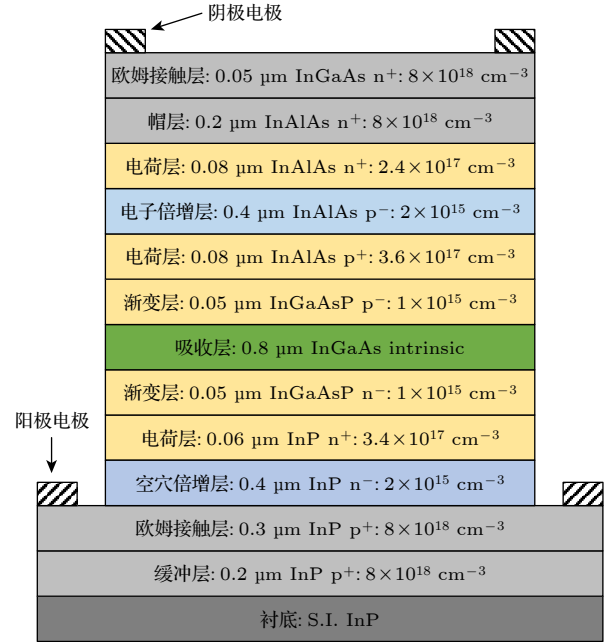 阴极电极
欧姆接触层: 0.05 μm InGaAs n⁺: 8×10¹⁸ cm⁻³
帽层: 0.2 μm InAlAs n⁺: 8×10¹⁸ cm⁻³
电荷层: 0.08 μm InAlAs n⁺: 2.4×10¹⁷ cm⁻³
电子倍增层: 0.4 μm InAlAs p⁻: 2×10¹⁵ cm⁻³
电荷层: 0.08 μm InAlAs p⁺: 3.6×10¹⁷ cm⁻³
渐变层: 0.05 μm InGaAsP p⁻: 1×10¹⁵ cm⁻³
吸收层: 0.8 μm InGaAs intrinsic
渐变层: 0.05 μm InGaAsP n⁻: 1×10¹⁵ cm⁻³
阳极电极
电荷层: 0.06 μm InP n⁺: 3.4×10¹⁷ cm⁻³
空穴倍增层: 0.4 μm InP n⁻: 2×10¹⁵ cm⁻³
欧姆接触层: 0.3 μm InP p⁺: 8×10¹⁸ cm⁻³
缓冲层: 0.2 μm InP p⁺: 8×10¹⁸ cm⁻³
衬底: S.I. InP